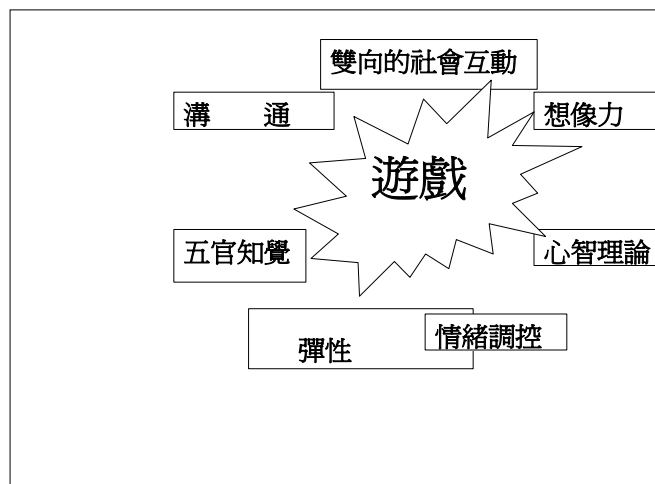 雙向的社會互動
溝　　通
想像力
遊戲
五官知覺
心智理論
情緒調控
彈性